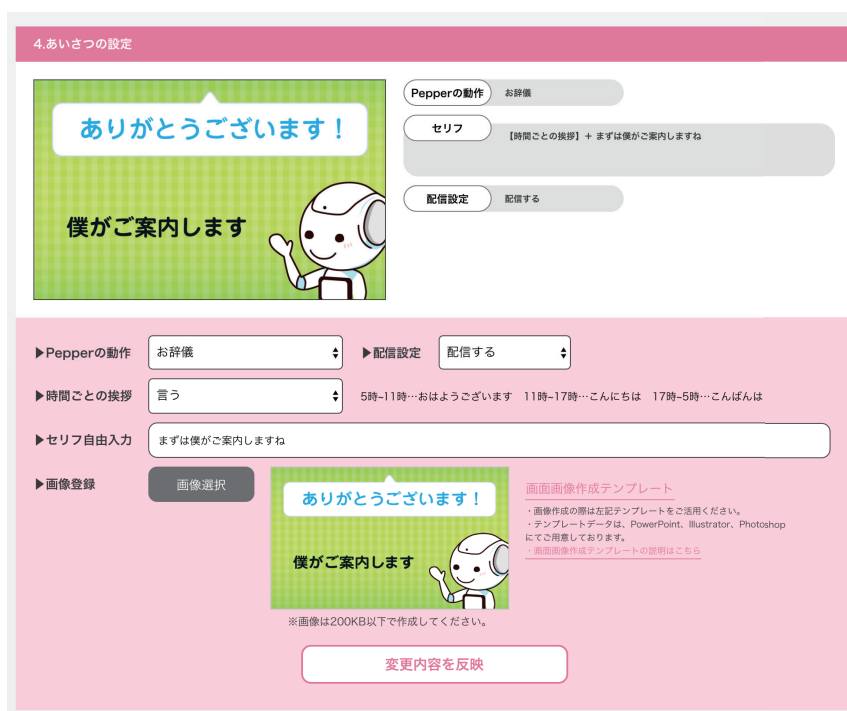 4.あいさつの設定
ありがとうございます！
僕がご案内します
Pepperの動作
お辞儀
セリフ
【時間ごとの挨拶】+ まずは僕がご案内しますね
配信設定
配信する
▶Pepperの動作
お辞儀
▶配信設定
配信する
▶時間ごとの挨拶
言う
5時~11時…おはようございます　11時~17時…こんにちは　17時~5時…こんばんは
▶セリフ自由入力
まずは僕がご案内しますね
▶画像登録
画像選択
ありがとうございます！
僕がご案内します
※画像は200KB以下で作成してください。
画面画像作成テンプレート
・画像作成の際は左記テンプレートをご活用ください。
・テンプレートデータは、PowerPoint、Illustrator、Photoshop
にてご用意しております。
・画面画像作成テンプレートの説明はこちら
変更内容を反映